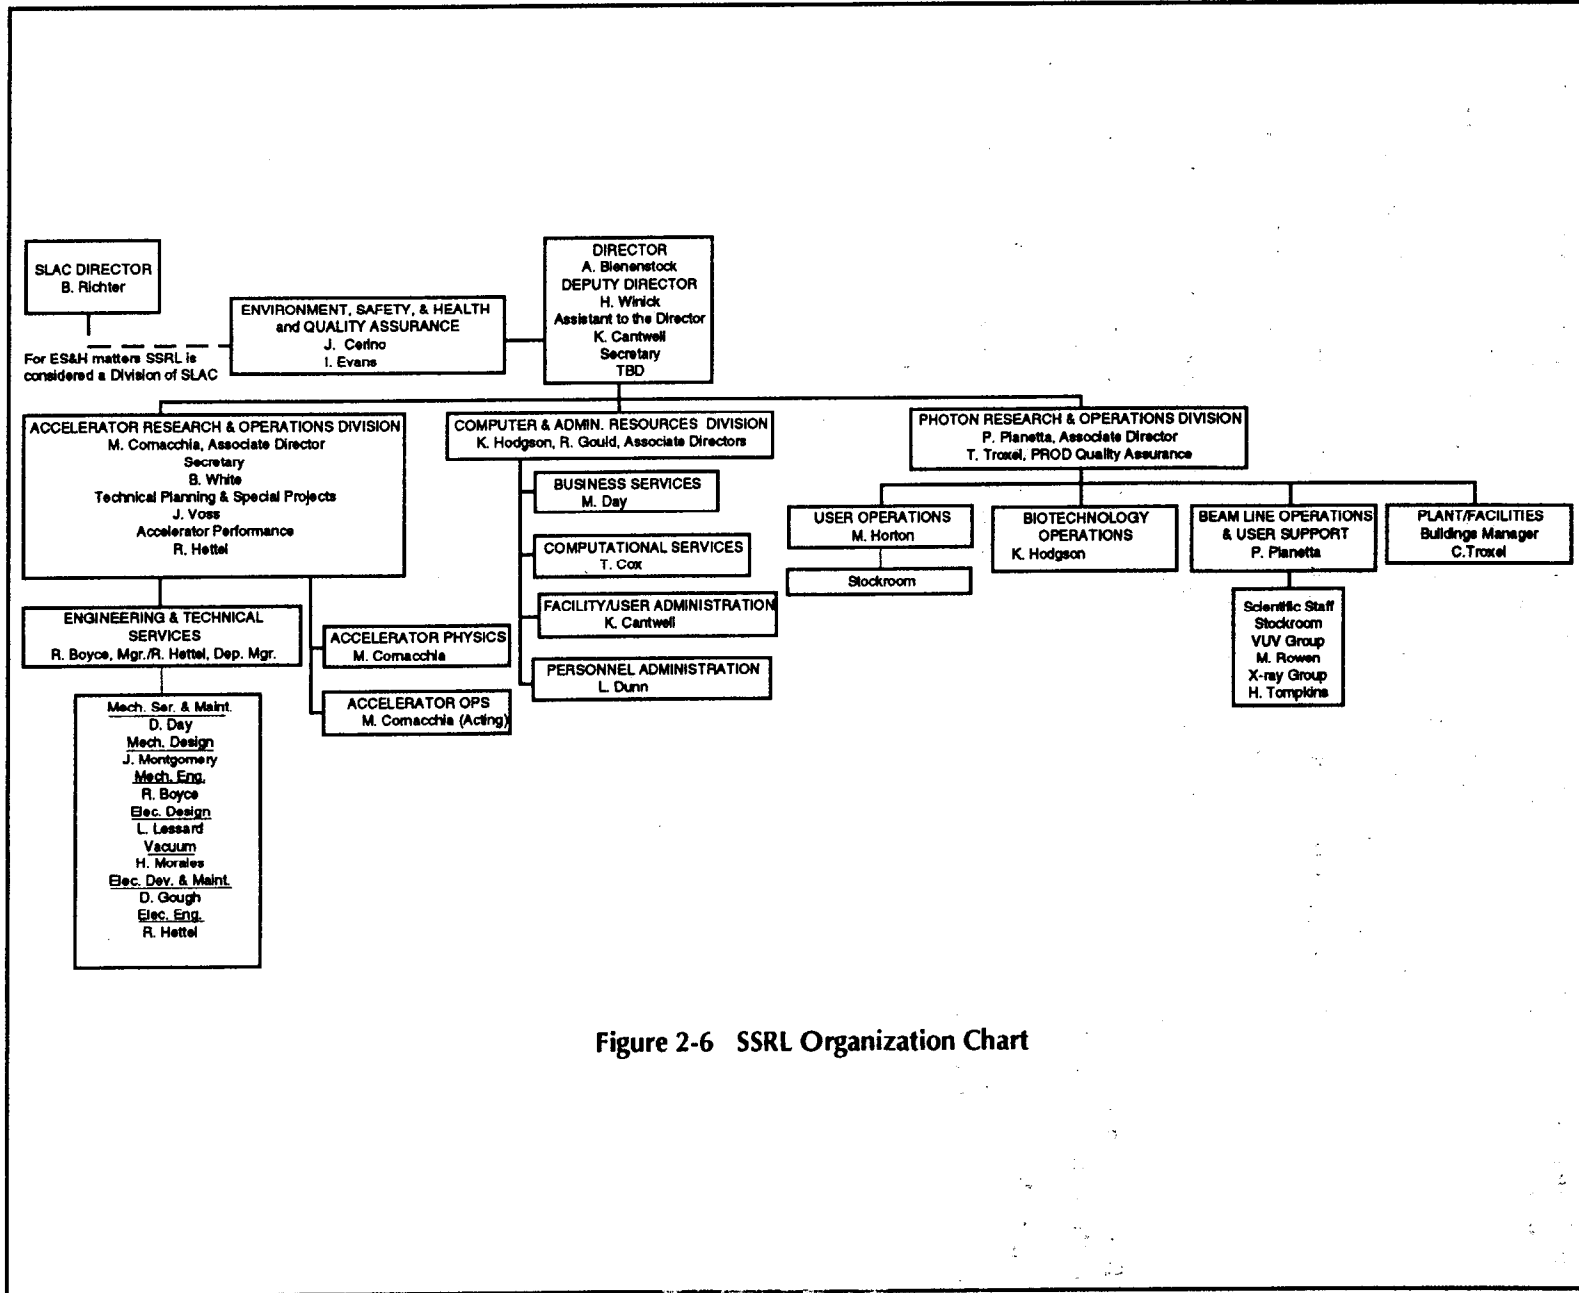 SLAC DIRECTOR
B. Richter
For ES&H matters SSRL is
considered a Division of SLAC
ENVIRONMENT, SAFETY, & HEALTH
and QUALITY ASSURANCE
J. Cerino
I. Evans
DIRECTOR
A. Bienenstock
DEPUTY DIRECTOR
H. Winick
Assistant to the Director
K. Cantwell
Secretary
TBD
ACCELERATOR RESEARCH & OPERATIONS DIVISION
M. Cornacchia, Associate Director
Secretary
B. White
Technical Planning & Special Projects
J. Voss
Accelerator Performance
R. Hettel
ENGINEERING & TECHNICAL
SERVICES
R. Boyce, Mgr./R. Hettel, Dep. Mgr.
Mech. Ser. & Maint.
D. Day
Mech. Design
J. Montgomery
Mech. Eng.
R. Boyce
Elec. Design
L. Lessard
Vacuum
H. Morales
Elec. Dev. & Maint.
D. Gough
Elec. Eng.
R. Hettel
ACCELERATOR PHYSICS
M. Cornacchia
ACCELERATOR OPS
M. Cornacchia (Acting)
COMPUTER & ADMIN. RESOURCES DIVISION
K. Hodgson, R. Gould, Associate Directors
BUSINESS SERVICES
M. Day
COMPUTATIONAL SERVICES
T. Cox
FACILITY/USER ADMINISTRATION
K. Cantwell
PERSONNEL ADMINISTRATION
L. Dunn
PHOTON RESEARCH & OPERATIONS DIVISION
P. Pianetta, Associate Director
T. Troxel, PROD Quality Assurance
USER OPERATIONS
M. Horton
Stockroom
BIOTECHNOLOGY
OPERATIONS
K. Hodgson
BEAM LINE OPERATIONS
& USER SUPPORT
P. Pianetta
Scientific Staff
Stockroom
VUV Group
M. Rowen
X-ray Group
H. Tompkins
PLANT/FACILITIES
Buildings Manager
C.Troxel
Figure 2-6 SSRL Organization Chart